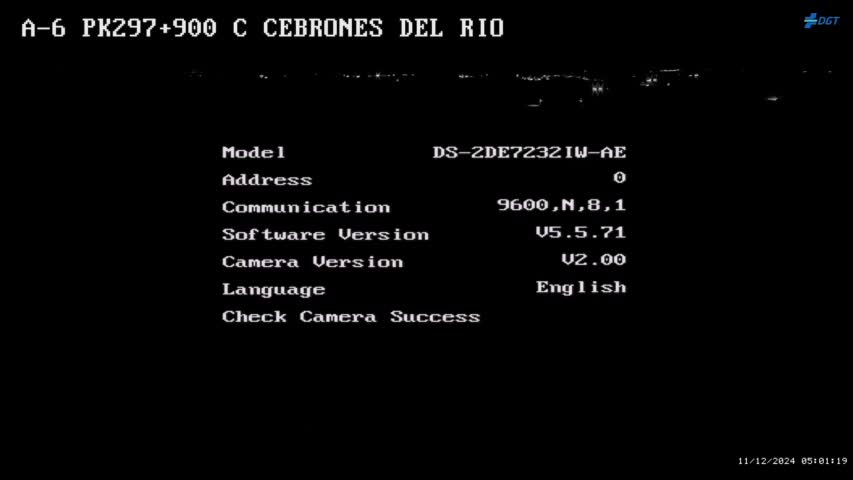 A-6 PK297+900 C CEBRONES DEL RIO
DGT
Model DS-2DE7232IW-AE
Address 0
Communication 9600,N,8,1
Software Version V5.5.71
Camera Version V2.00
Language English
Check Camera Success
11/12/2024 05:01:19